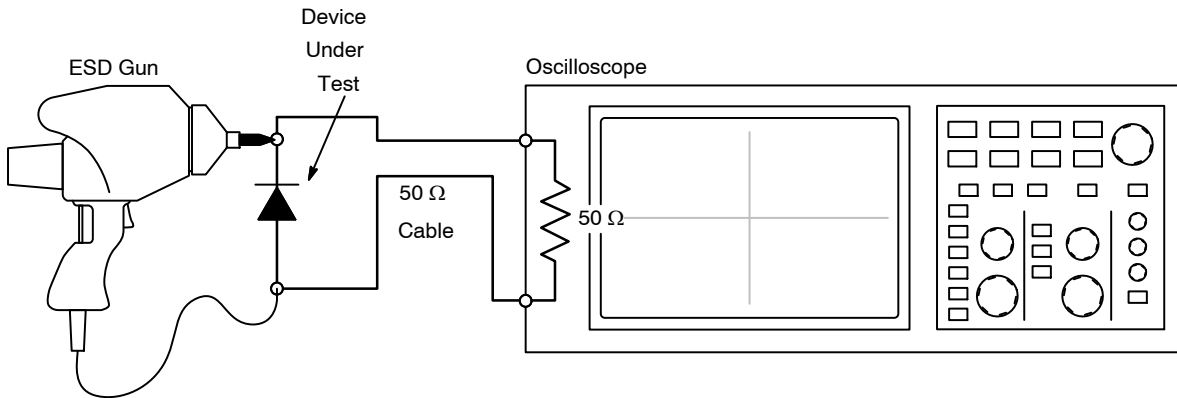 Device
Under
Test
ESD Gun
Oscilloscope
50 Ω
Cable
50 Ω